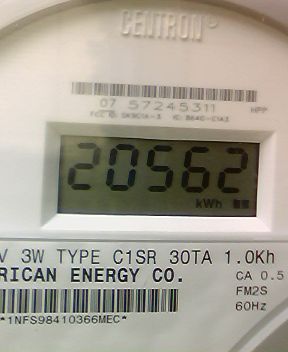 CENTRON®
07 57245311 HPP
20562
kWh
V 3W TYPE C1SR 30TA 1.0Kh
RICAN ENERGY CO. CA 0.5
FM2S
*1NFS98410366MEC* 60Hz